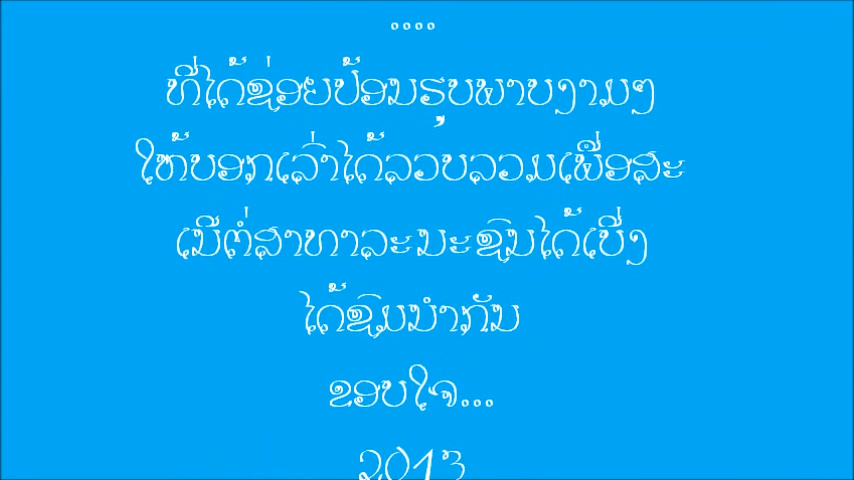 ....
ທີ່ໄດ້ຊ່ອຍປ້ອນຮຸບພາບງາມໆ
ໃຫ້ບອກເລົ່າໄດ້ລວບລວມເພື່ອສະ
ເນີຕໍ່ສາທາລະນະຊົນໄດ້ເບີ່ງ
ໄດ້ຊົມນຳກັນ
ຂອບໃຈ...
2013